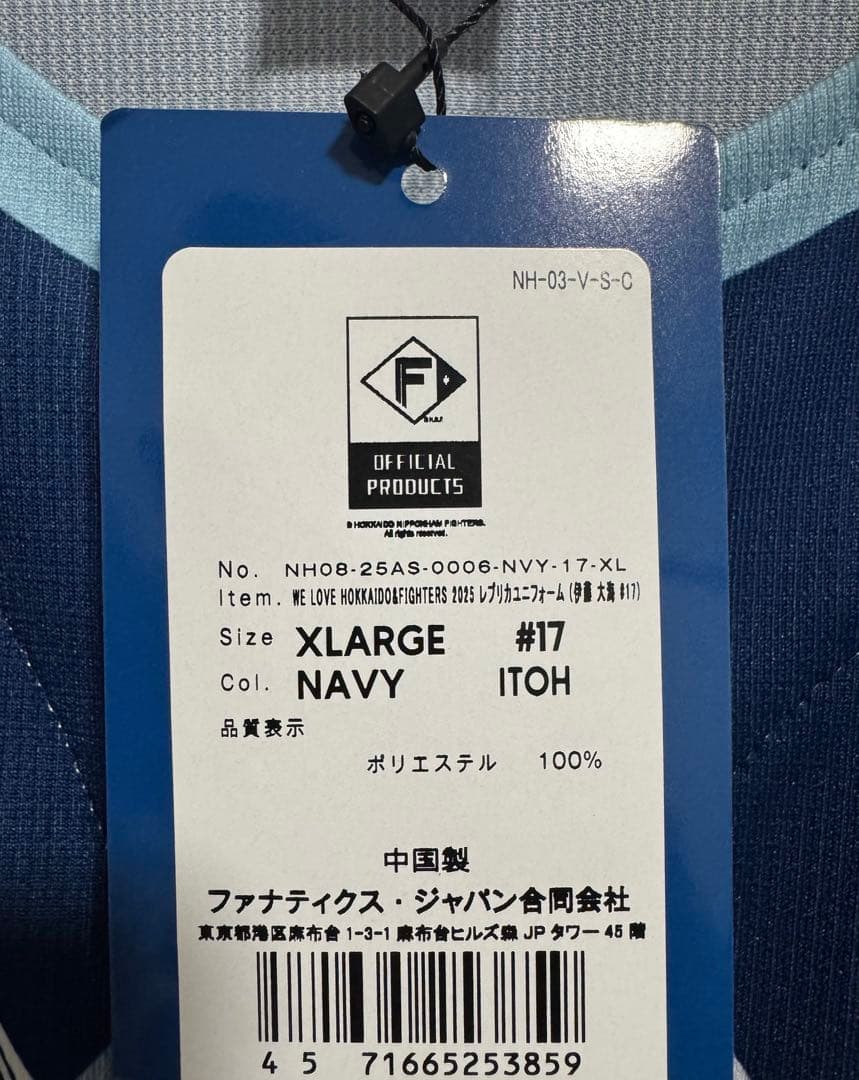 NH-03-V-S-C
F
OFFICIAL
PRODUCTS
© HOKKAIDO NIPPONHAM FIGHTERS.
All rights reserved.
No. NH08-25AS-0006-NVY-17-XL
Item. WE LOVE HOKKAIDO&FIGHTERS 2025 レプリカユニフォーム (伊藤 大海 #17)
Size XLARGE #17
Col. NAVY ITOH
品質表示
ポリエステル 100%
中国製
ファナティクス・ジャパン合同会社
東京都港区麻布台 1-3-1 麻布台ヒルズ森 JP タワー 45 階
4 5 71665253859